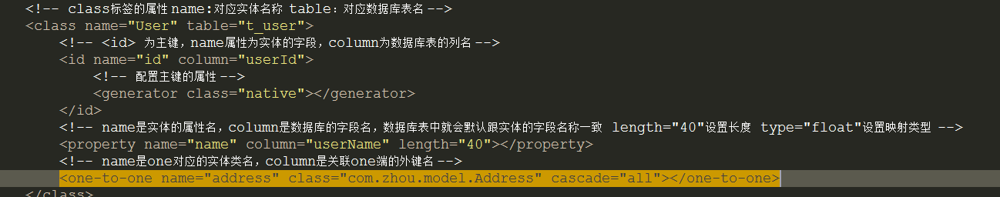 <!-- class标签的属性 name:对应实体名称 table：对应数据库表名 -->
<class name="User" table="t_user">
<!-- <id> 为主键，name属性为实体的字段，column为数据库表的列名 -->
<id name="id" column="userId">
<!-- 配置主键的属性 -->
<generator class="native"></generator>
</id>
<!-- name是实体的属性名，column是数据库的字段名，数据库表中就会默认跟实体的字段名称一致 length="40"设置长度 type="float"设置映射类型 -->
<property name="name" column="userName" length="40"></property>
<!-- name是one对应的实体类名，column是关联one端的外键名 -->
<one-to-one name="address" class="com.zhou.model.Address" cascade="all"></one-to-one>
</class>